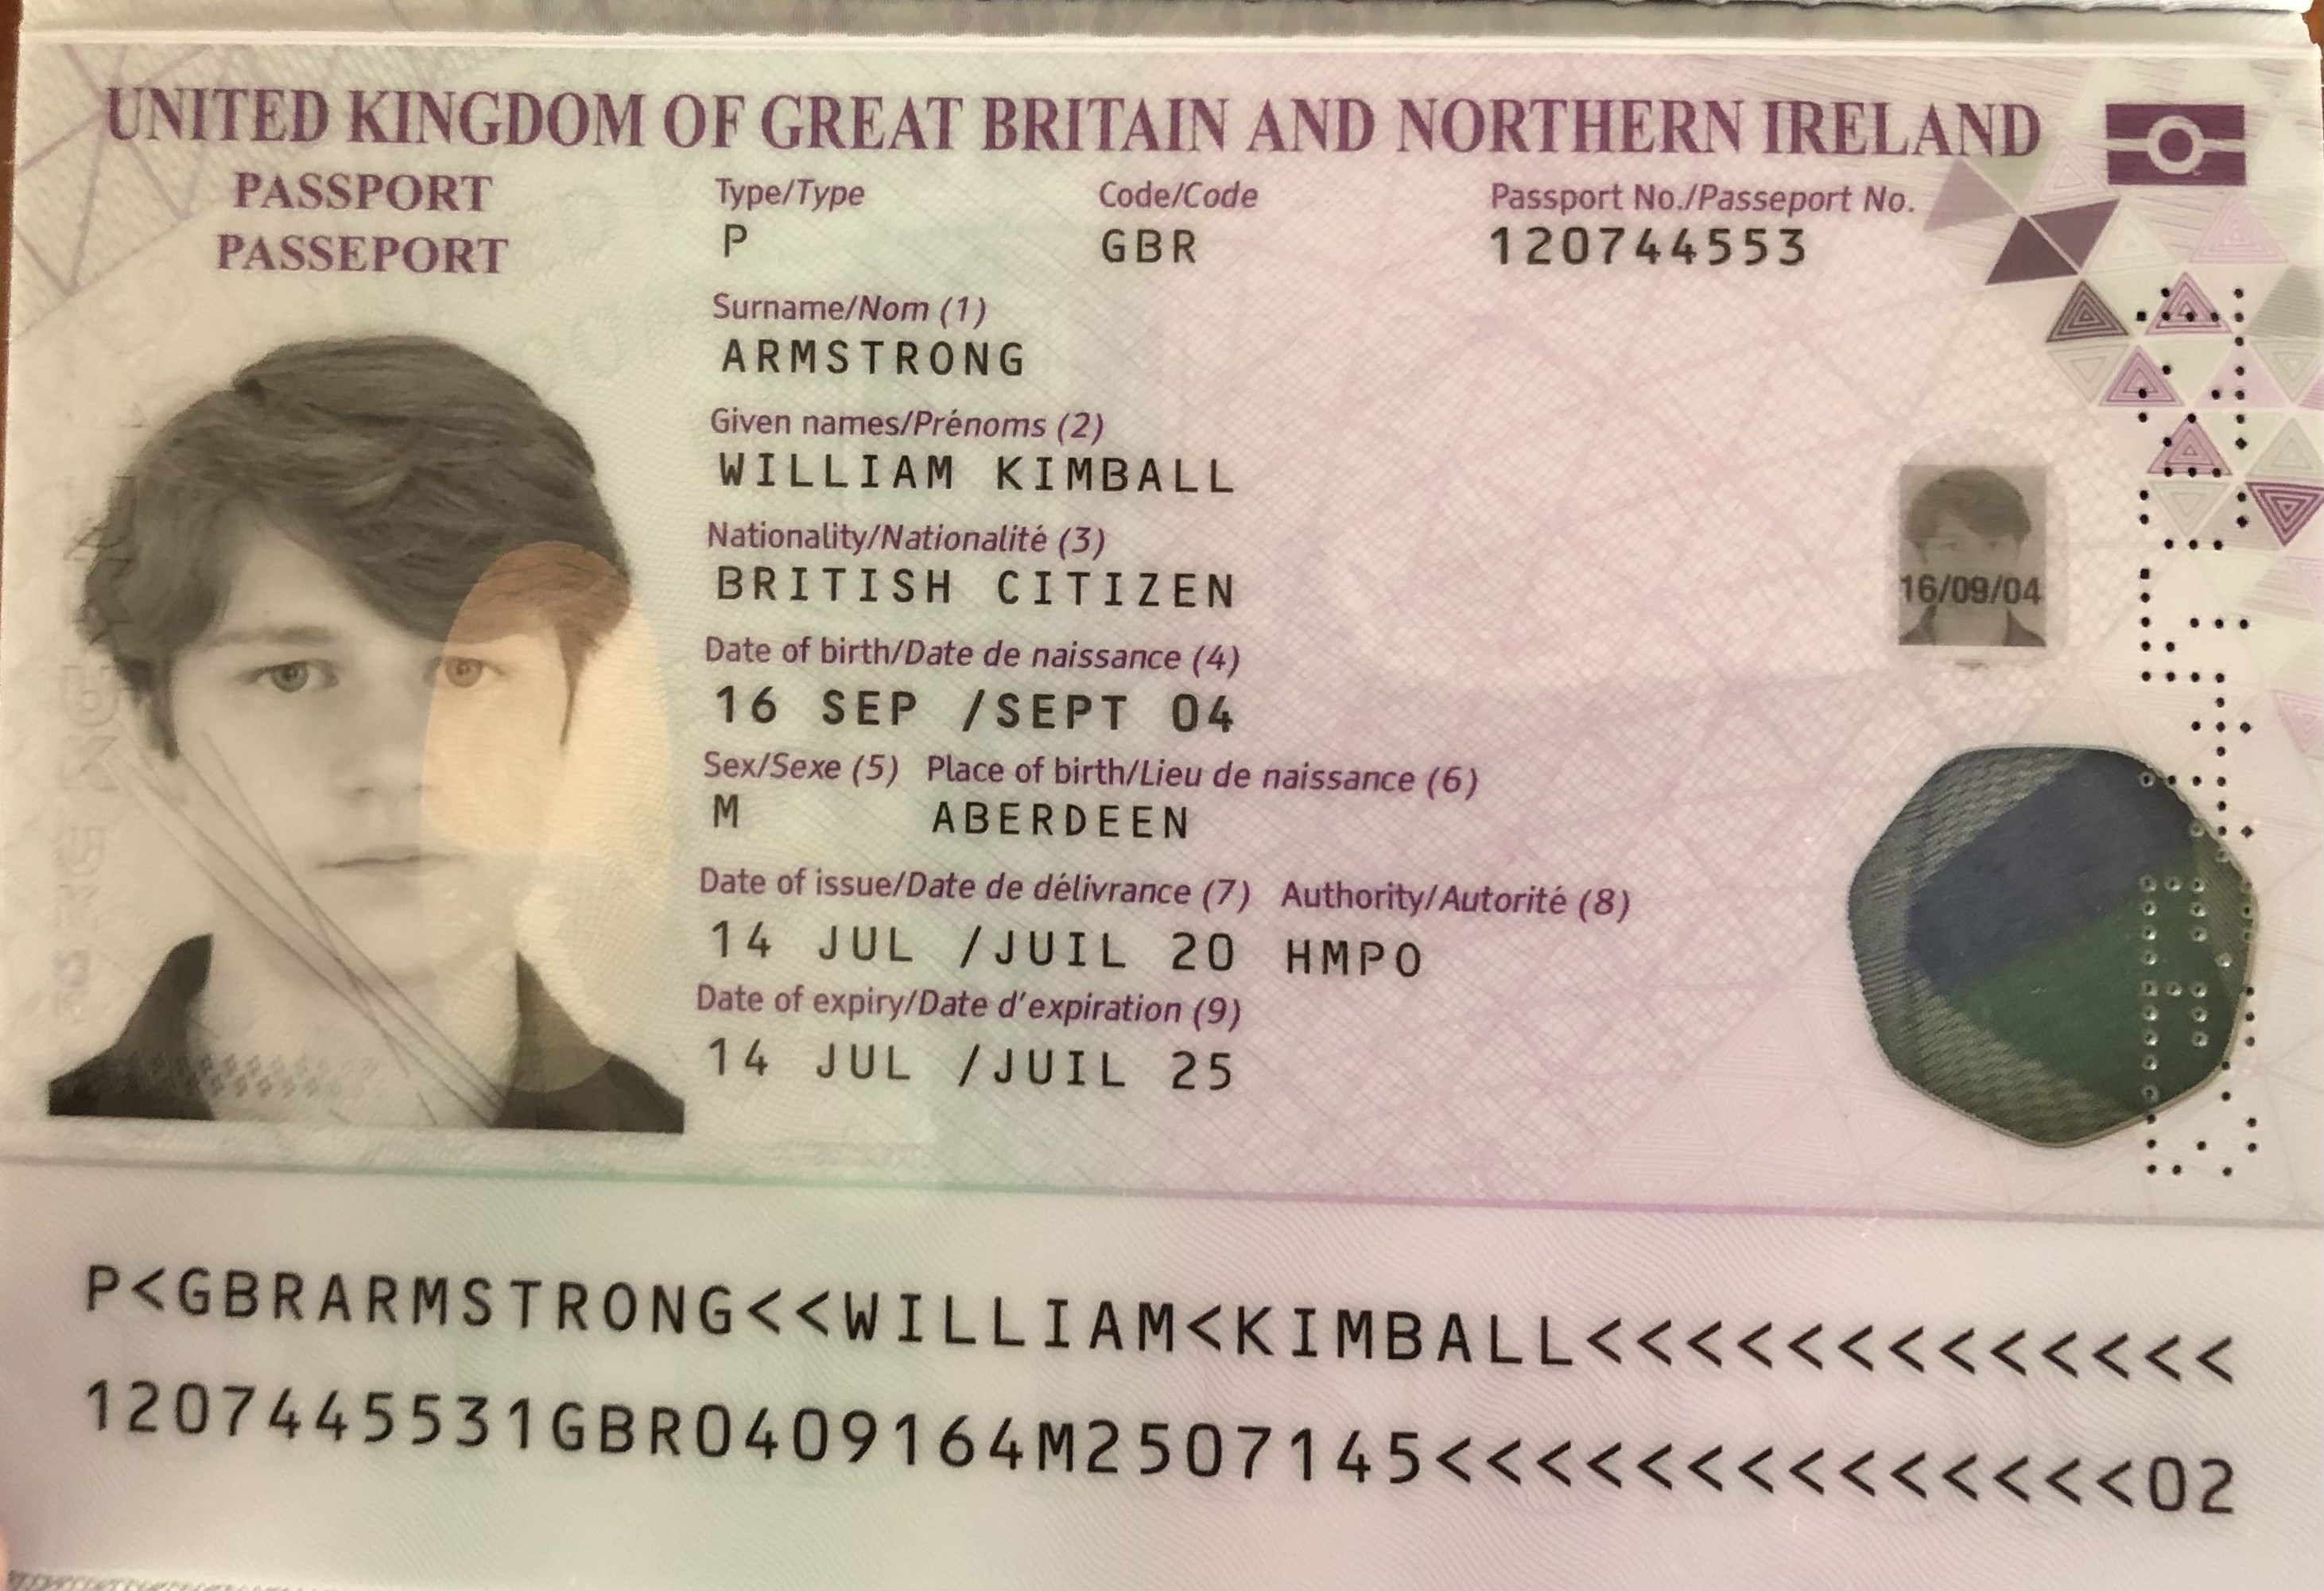 UNITED KINGDOM OF GREAT BRITAIN AND NORTHERN IRELAND
PASSPORT
PASSEPORT
Type/Type Code/Code Passport No./Passeport No.
P GBR 120744553
Surname/Nom (1)
ARMSTRONG
Given names/Prénoms (2)
WILLIAM KIMBALL
Nationality/Nationalité (3)
BRITISH CITIZEN
Date of birth/Date de naissance (4)
16 SEP /SEPT 04
16/09/04
Sex/Sexe (5) Place of birth/Lieu de naissance (6)
M ABERDEEN
Date of issue/Date de délivrance (7) Authority/Autorité (8)
14 JUL /JUIL 20 HMPO
Date of expiry/Date d'expiration (9)
14 JUL /JUIL 25
P<GBRARMSTRONG<<WILLIAM<KIMBALL<<<<<<<<<<<<<
1207445531GBR0409164M2507145<<<<<<<<<<<<<<02